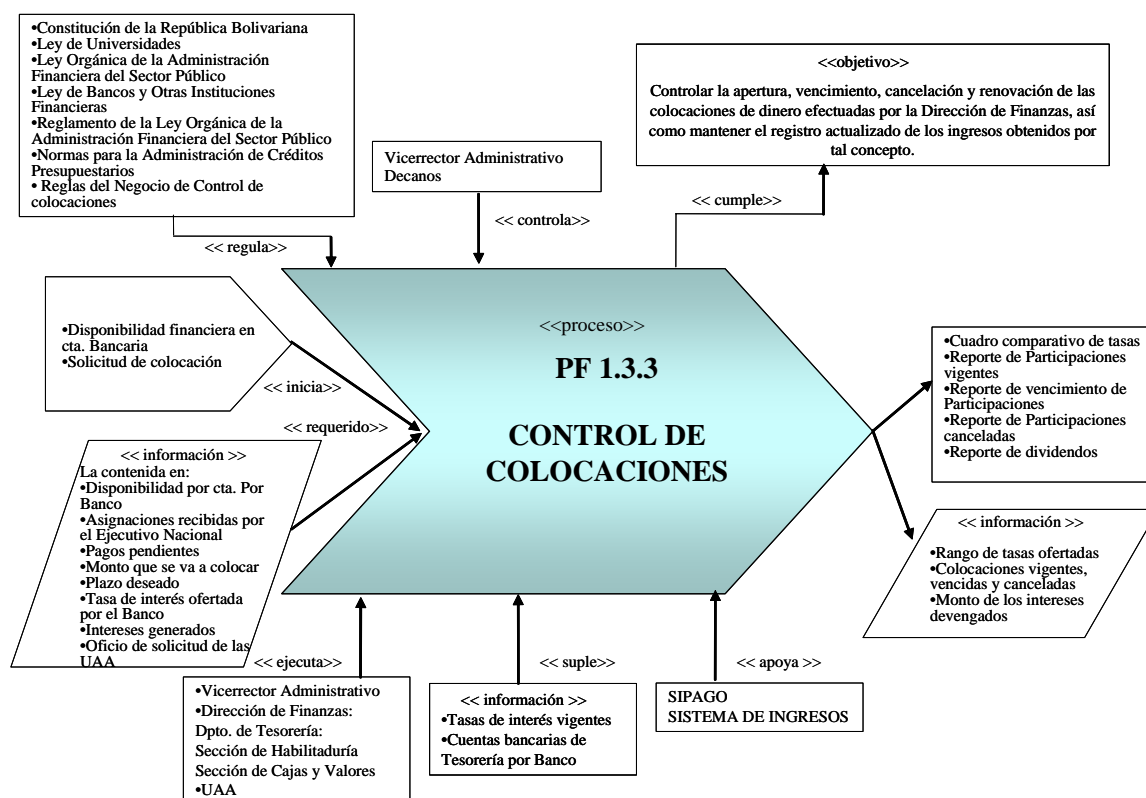 •Constitución de la República Bolivariana
•Ley de Universidades
•Ley Orgánica de la Administración
Financiera del Sector Público
•Ley de Bancos y Otras Instituciones
Financieras
•Reglamento de la Ley Orgánica de la
Administración Financiera del Sector Público
•Normas para la Administración de Créditos
Presupuestarios
• Reglas del Negocio de Control de
colocaciones
<< regula>>
Vicerrector Administrativo
Decanos
<< controla>>
<<objetivo>>
Controlar la apertura, vencimiento, cancelación y renovación de las
colocaciones de dinero efectuadas por la Dirección de Finanzas, así
como mantener el registro actualizado de los ingresos obtenidos por
tal concepto.
<< cumple>>
•Disponibilidad financiera en
cta. Bancaria
•Solicitud de colocación
<< inicia>>
<< requerido>>
<< información >>
La contenida en:
•Disponibilidad por cta. Por
Banco
•Asignaciones recibidas por
el Ejecutivo Nacional
•Pagos pendientes
•Monto que se va a colocar
•Plazo deseado
•Tasa de interés ofertada
por el Banco
•Intereses generados
•Oficio de solicitud de las
UAA
<<proceso>>
PF 1.3.3
CONTROL DE
COLOCACIONES
•Cuadro comparativo de tasas
•Reporte de Participaciones
vigentes
•Reporte de vencimiento de
Participaciones
•Reporte de Participaciones
canceladas
•Reporte de dividendos
<< información >>
•Rango de tasas ofertadas
•Colocaciones vigentes,
vencidas y canceladas
•Monto de los intereses
devengados
<< ejecuta>>
•Vicerrector Administrativo
•Dirección de Finanzas:
Dpto. de Tesorería:
Sección de Habilitaduría
Sección de Cajas y Valores
•UAA
<< suple>>
<< información >>
•Tasas de interés vigentes
•Cuentas bancarias de
Tesorería por Banco
<< apoya >>
SIPAGO
SISTEMA DE INGRESOS